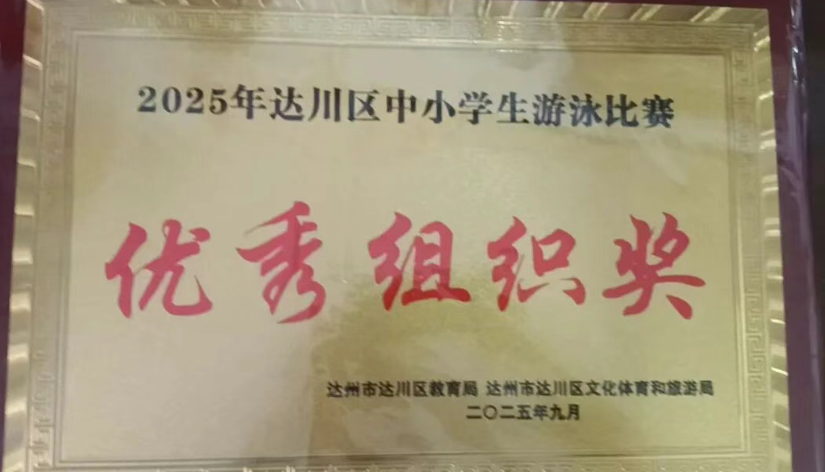 2025年达川区中小学生游泳比赛
优秀组织奖
达州市达川区教育局 达州市达川区文化体育和旅游局
二〇二五年九月